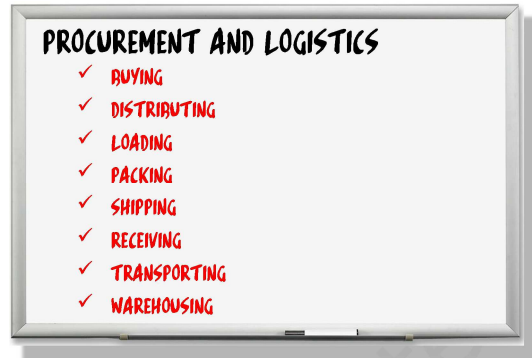 PROCUREMENT AND LOGISTICS
✓ BUYING
✓ DISTRIBUTING
✓ LOADING
✓ PACKING
✓ SHIPPING
✓ RECEIVING
✓ TRANSPORTING
✓ WAREHOUSING